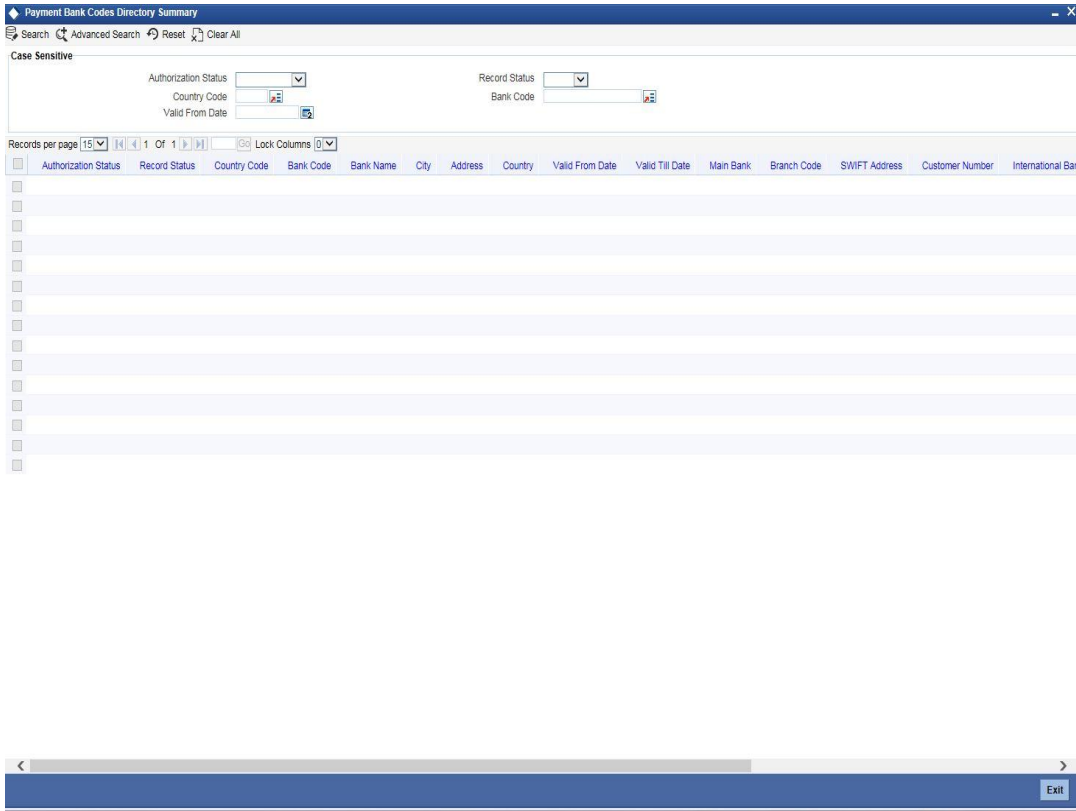 Payment Bank Codes Directory Summary
Search Advanced Search Reset Clear All
Case Sensitive
Authorization Status Record Status
Country Code Bank Code
Valid From Date
Records per page 15 1 Of 1 Go Lock Columns 0
Authorization Status Record Status Country Code Bank Code Bank Name City Address Country Valid From Date Valid Till Date Main Bank Branch Code SWIFT Address Customer Number International Bar
Exit